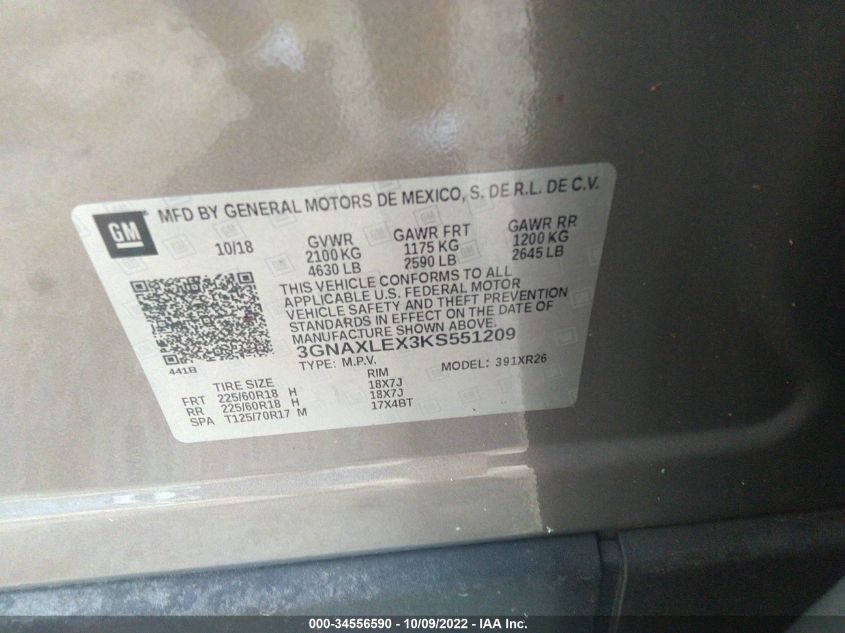 GM
MFD BY GENERAL MOTORS DE MEXICO, S. DE R.L. DE C.V.
10/18 GVWR GAWR FRT GAWR RR
2100 KG 1175 KG 1200 KG
4630 LB 2590 LB 2645 LB
THIS VEHICLE CONFORMS TO ALL
APPLICABLE U.S. FEDERAL MOTOR
VEHICLE SAFETY AND THEFT PREVENTION
STANDARDS IN EFFECT ON THE DATE OF
MANUFACTURE SHOWN ABOVE.
3GNAXLEX3KS551209
441B
TYPE: M.P.V. MODEL: 391XR26
TIRE SIZE RIM
FRT 225/60R18 H 18X7J
RR 225/60R18 H 18X7J
SPA T125/70R17 M 17X4BT
000-34556590 - 10/09/2022 - IAA Inc.